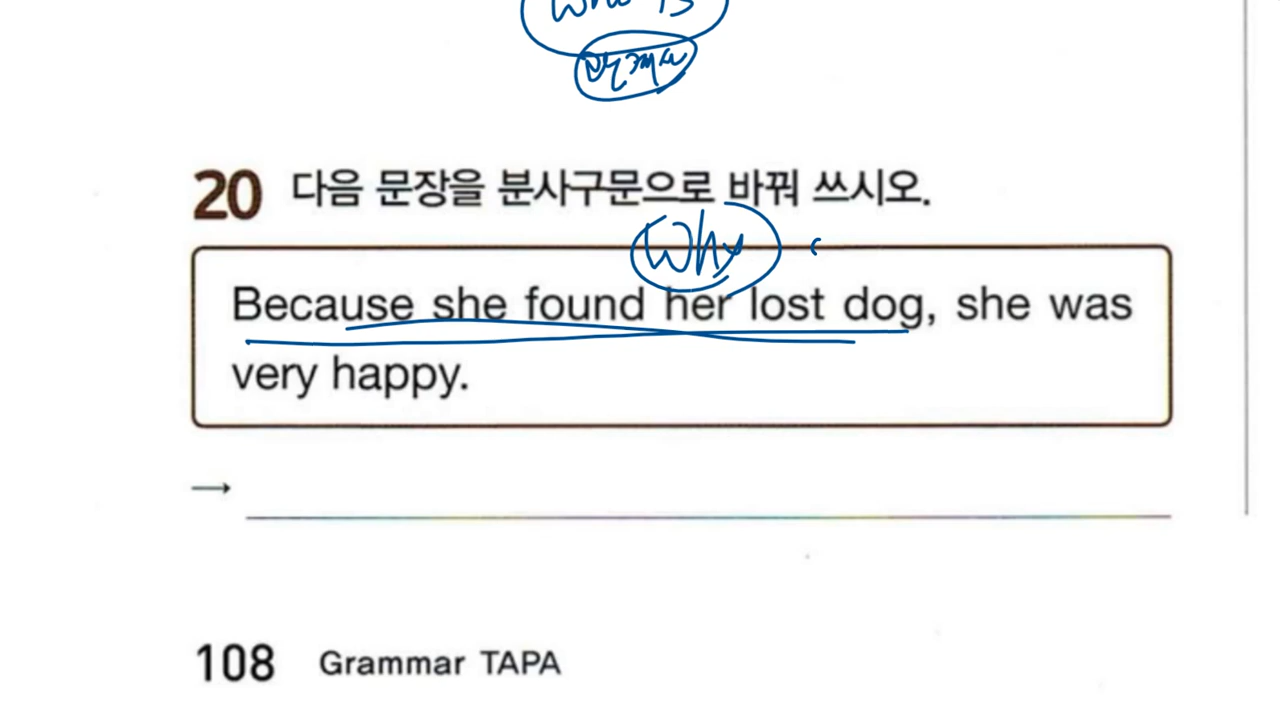 20 다음 문장을 분사구문으로 바꿔 쓰시오.
Why
Because she found her lost dog, she was
very happy.
→
108 Grammar TAPA